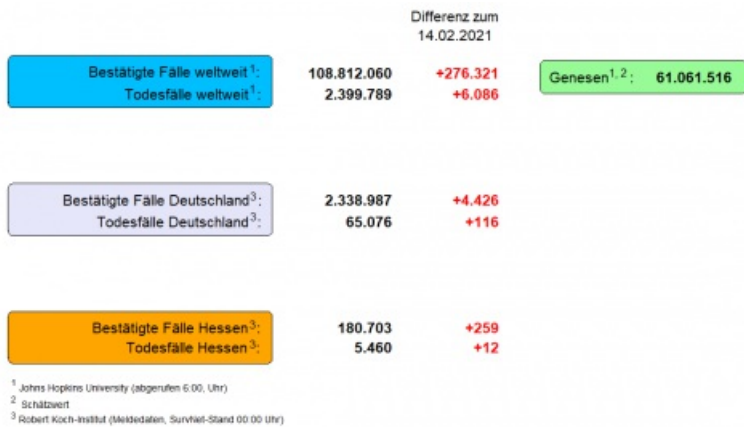 Differenz zum
14.02.2021
Bestätigte Fälle weltweit¹: 108.812.060 +276.321 Genesen¹,²: 61.061.516
Todesfälle weltweit¹: 2.399.789 +6.086
Bestätigte Fälle Deutschland³: 2.338.987 +4.426
Todesfälle Deutschland³: 65.076 +116
Bestätigte Fälle Hessen³: 180.703 +259
Todesfälle Hessen³: 5.460 +12
¹ Johns Hopkins University (abgerufen 6:00, Uhr)
² Schätzwert
³ Robert Koch-Institut (Meldedaten, SurvNet-Stand 00:00 Uhr)